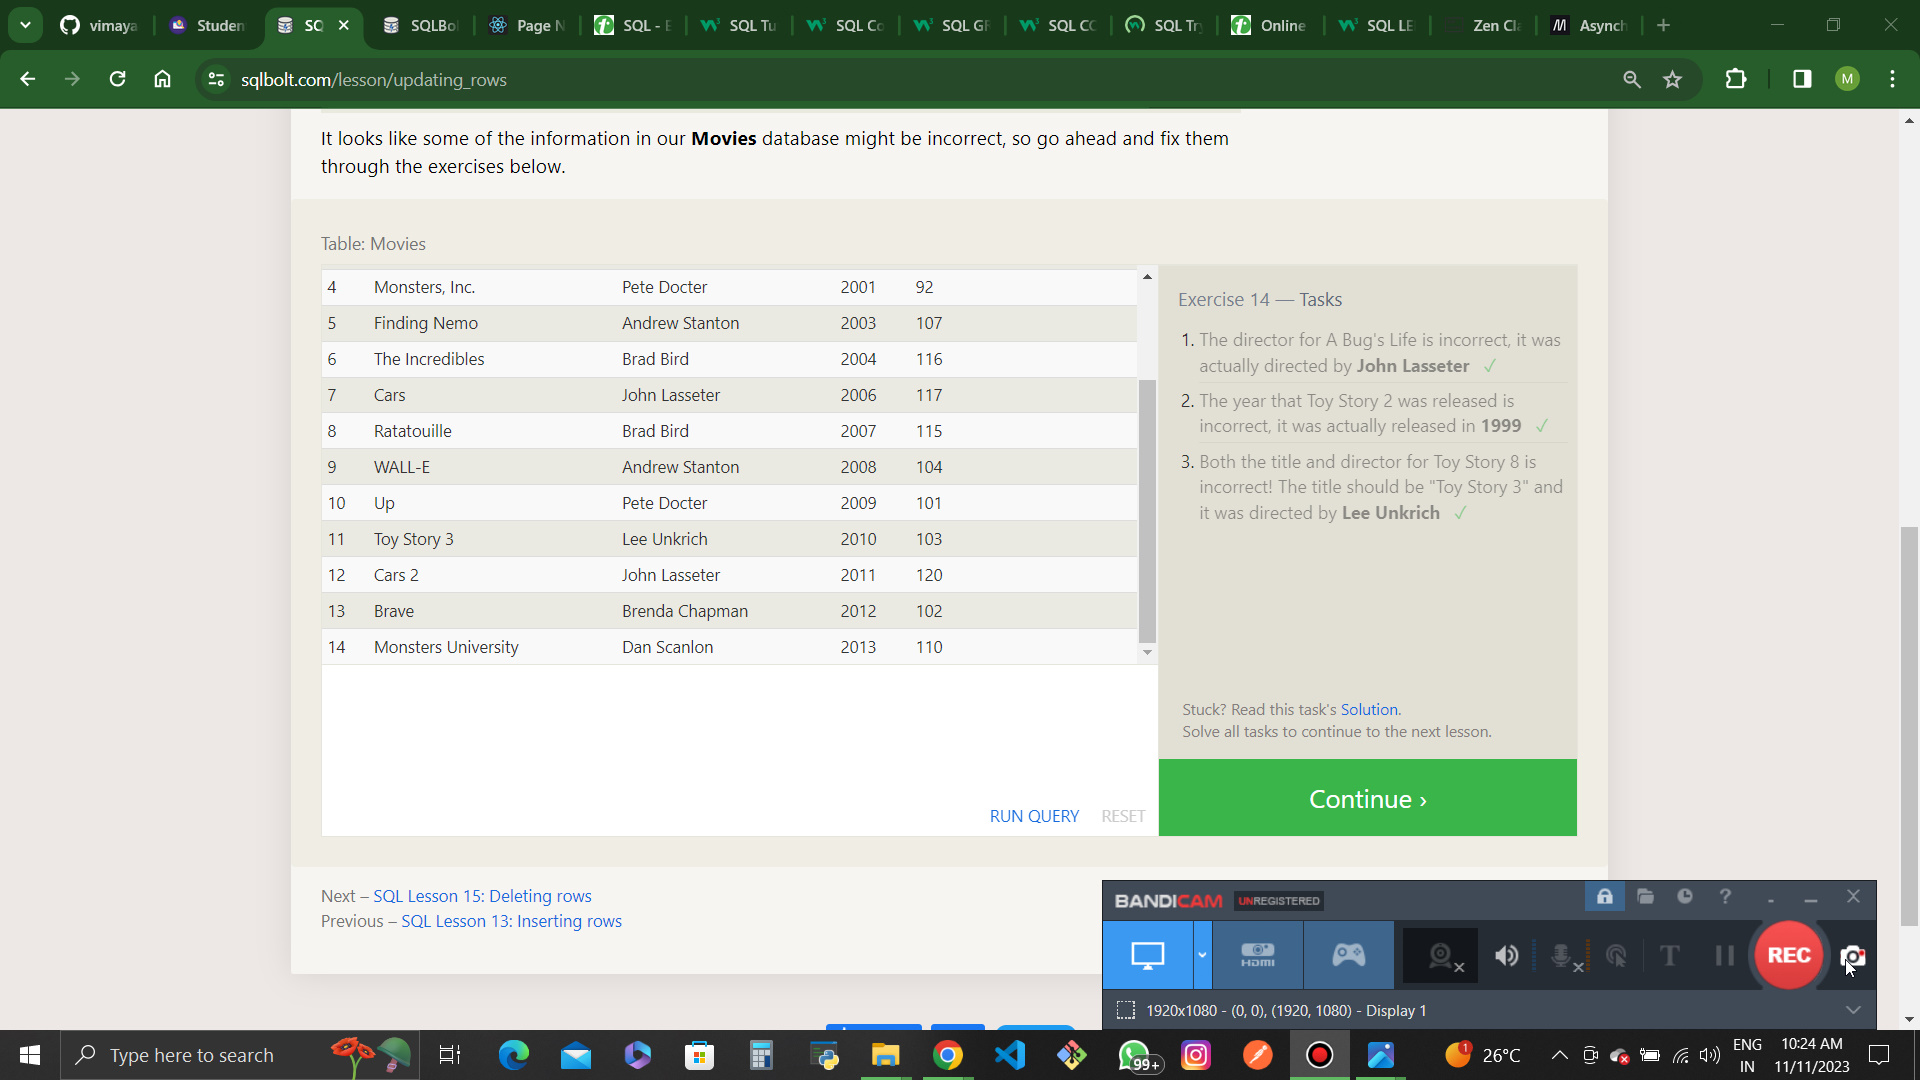 vimaya
Studen
SQ
SQLBo
Page N
SQL - E
SQL Tu
SQL Co
SQL GR
SQL CO
SQL Try
Online
SQL LE
Zen Cla
Asynch
sqlbolt.com/lesson/updating_rows
M
It looks like some of the information in our Movies database might be incorrect, so go ahead and fix them
through the exercises below.
Table: Movies
4 Monsters, Inc. Pete Docter 2001 92
5 Finding Nemo Andrew Stanton 2003 107
6 The Incredibles Brad Bird 2004 116
7 Cars John Lasseter 2006 117
8 Ratatouille Brad Bird 2007 115
9 WALL-E Andrew Stanton 2008 104
10 Up Pete Docter 2009 101
11 Toy Story 3 Lee Unkrich 2010 103
12 Cars 2 John Lasseter 2011 120
13 Brave Brenda Chapman 2012 102
14 Monsters University Dan Scanlon 2013 110
RUN QUERY RESET
Exercise 14 — Tasks
1. The director for A Bug's Life is incorrect, it was
actually directed by John Lasseter ✓
2. The year that Toy Story 2 was released is
incorrect, it was actually released in 1999 ✓
3. Both the title and director for Toy Story 8 is
incorrect! The title should be "Toy Story 3" and
it was directed by Lee Unkrich ✓
Stuck? Read this task's Solution.
Solve all tasks to continue to the next lesson.
Continue ›
Next – SQL Lesson 15: Deleting rows
Previous – SQL Lesson 13: Inserting rows
BANDICAM UNREGISTERED
HDMI
REC
1920x1080 - (0, 0), (1920, 1080) - Display 1
Type here to search
99+
1
26°C
ENG
IN
10:24 AM
11/11/2023